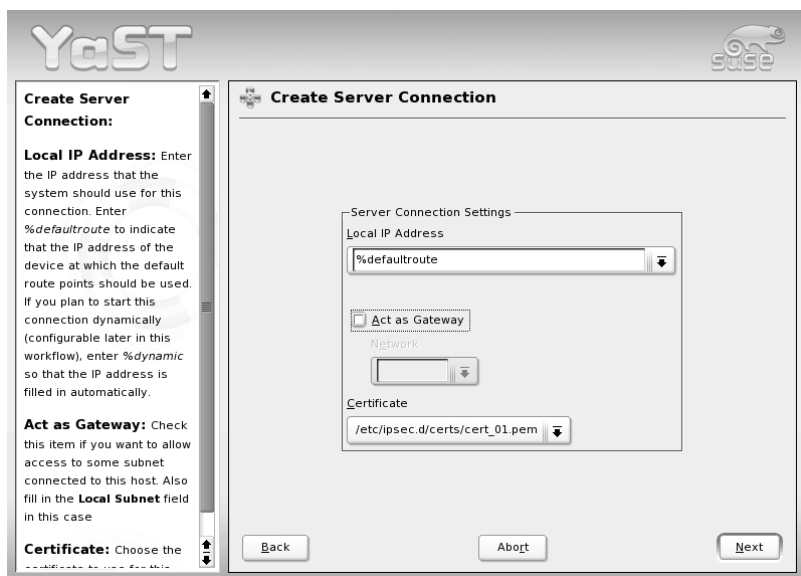 YaST
SUSE
Create Server
Connection:
Local IP Address: Enter
the IP address that the
system should use for this
connection. Enter
%defaultroute to indicate
that the IP address of the
device at which the default
route points should be used.
If you plan to start this
connection dynamically
(configurable later in this
workflow), enter %dynamic
so that the IP address is
filled in automatically.
Act as Gateway: Check
this item if you want to allow
access to some subnet
connected to this host. Also
fill in the Local Subnet field
in this case
Certificate: Choose the
Create Server Connection
Server Connection Settings
Local IP Address
%defaultroute
Act as Gateway
Network
Certificate
/etc/ipsec.d/certs/cert_01.pem
Back
Abort
Next